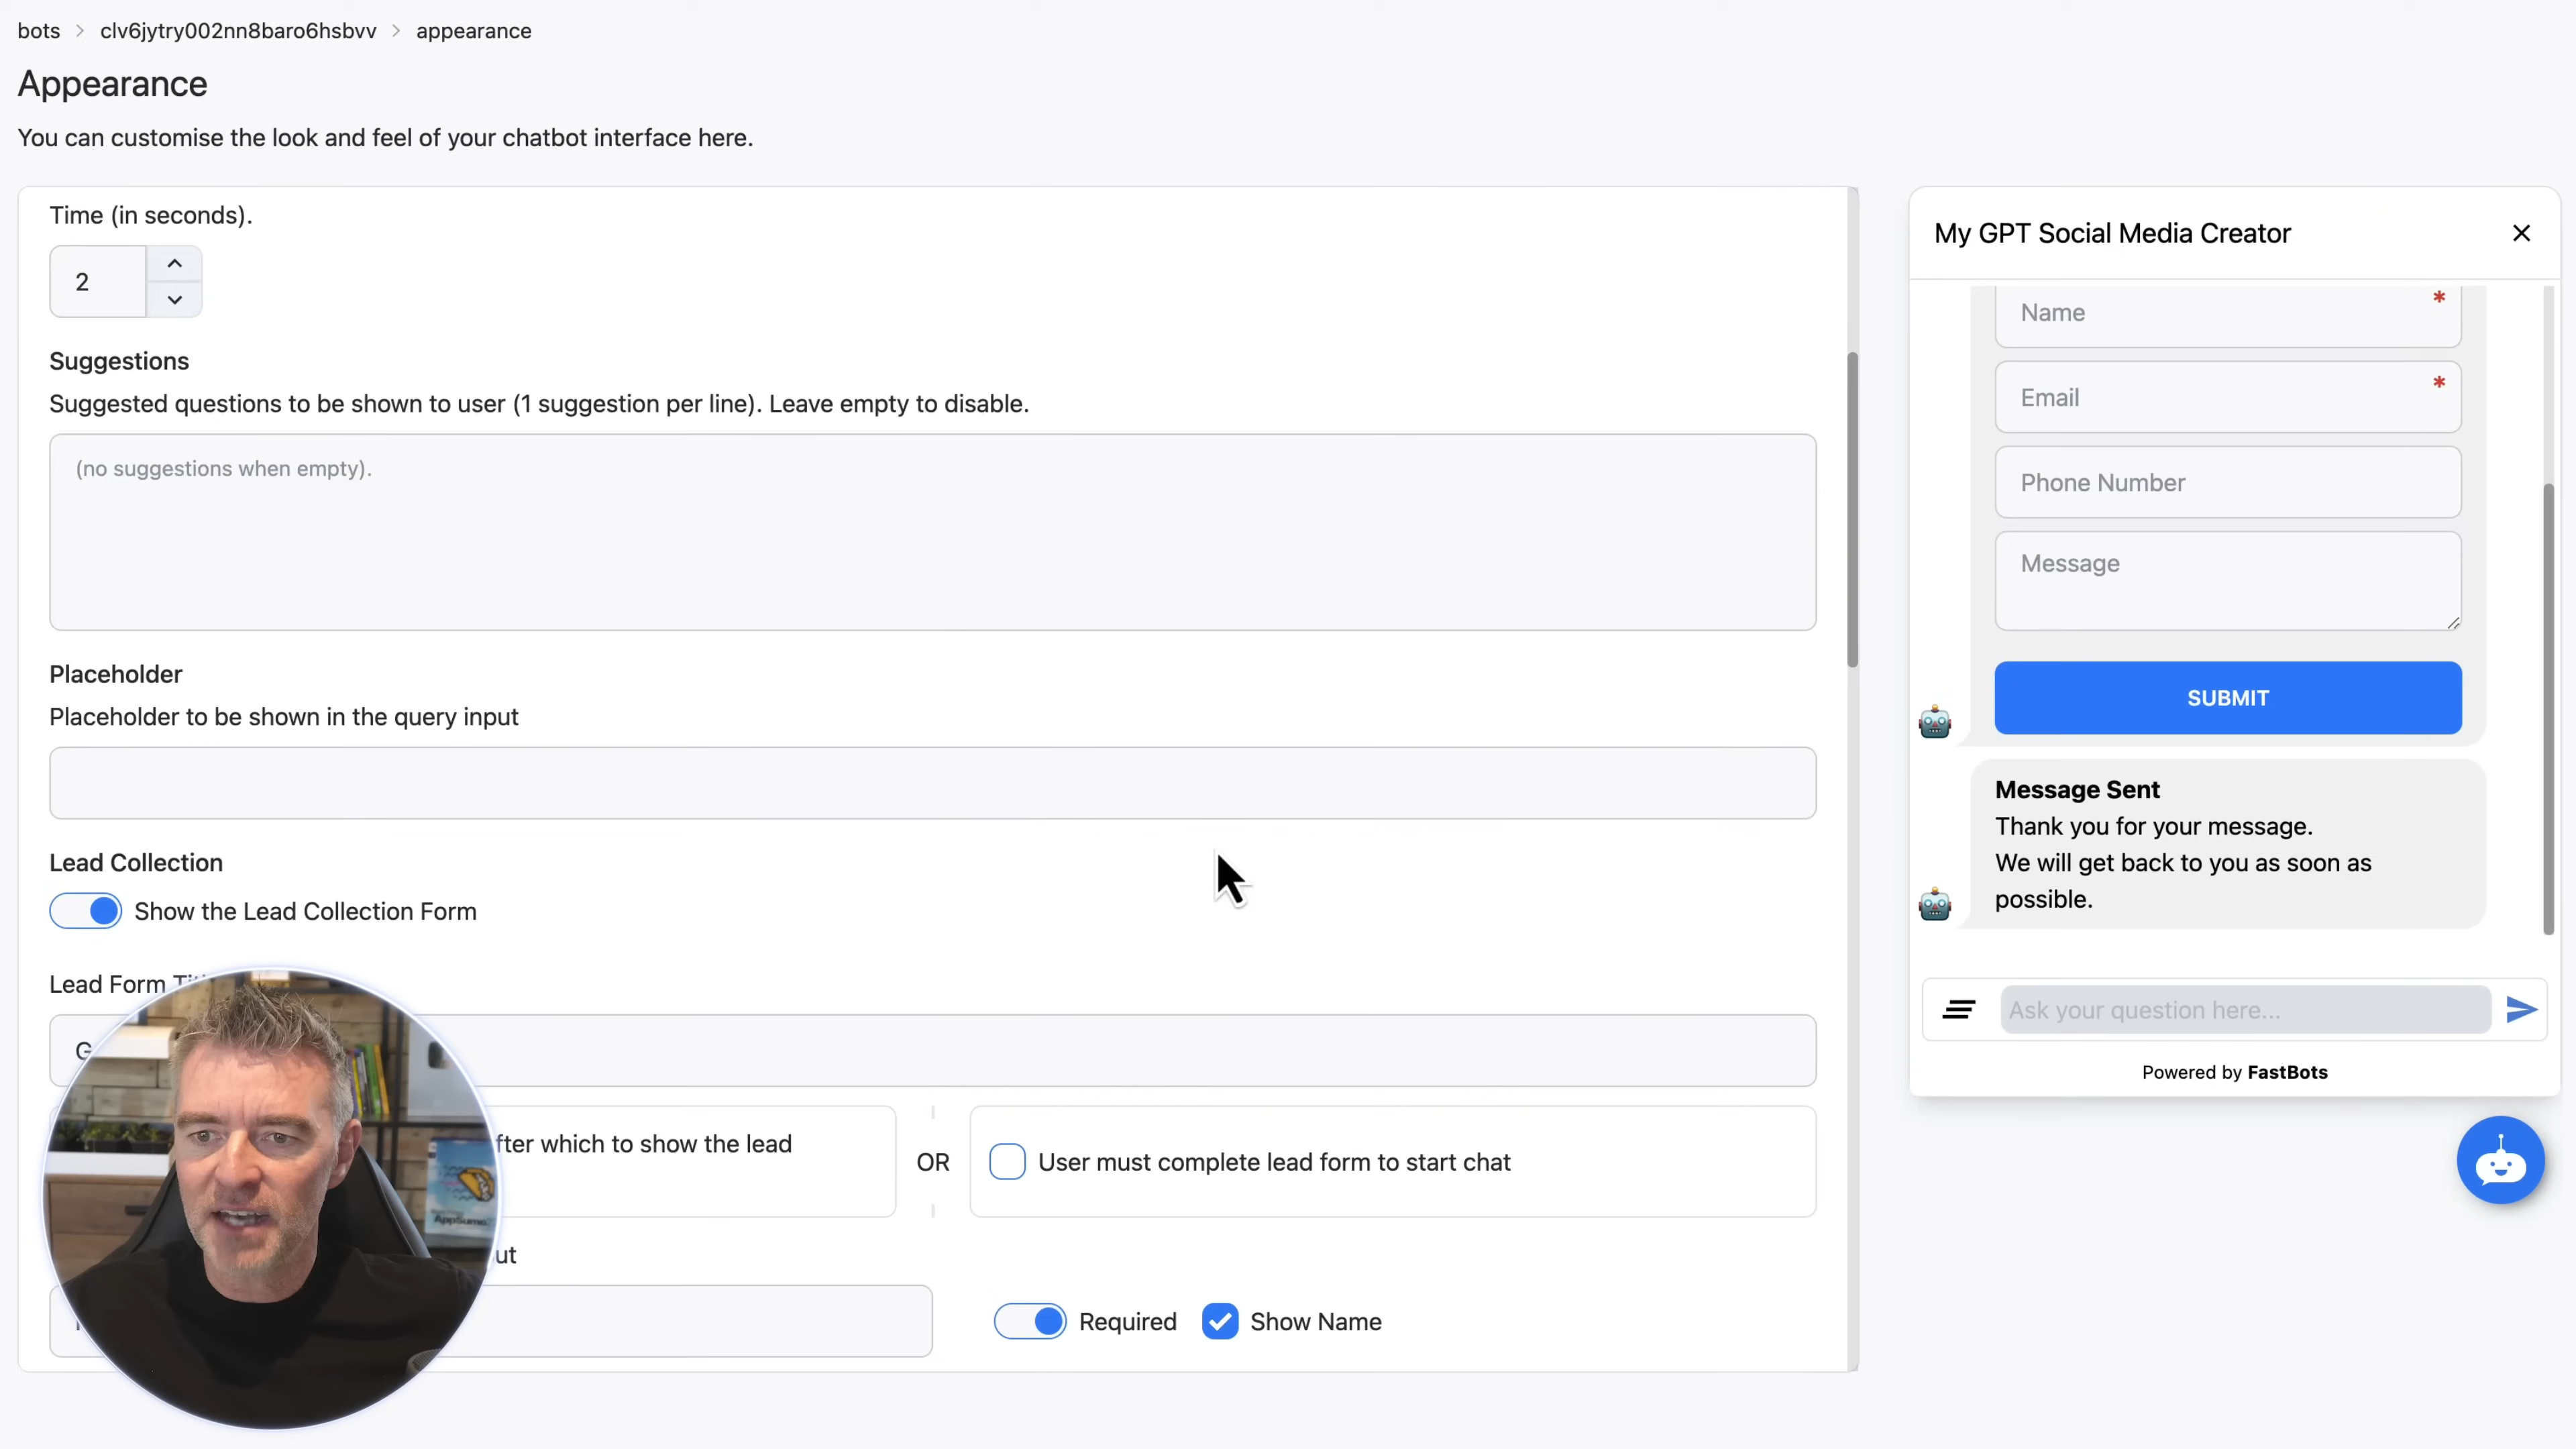 bots > clv6jytry002nn8baro6hsbvv > appearance
Appearance
You can customise the look and feel of your chatbot interface here.
Time (in seconds).
2
Suggestions
Suggested questions to be shown to user (1 suggestion per line). Leave empty to disable.
(no suggestions when empty).
Placeholder
Placeholder to be shown in the query input
Lead Collection
Show the Lead Collection Form
Lead Form
which to show the lead
OR
User must complete lead form to start chat
Required
Show Name
My GPT Social Media Creator
Name *
Email *
Phone Number
Message
SUBMIT
Message Sent
Thank you for your message.
We will get back to you as soon as
possible.
Ask your question here...
Powered by FastBots
AppSumo